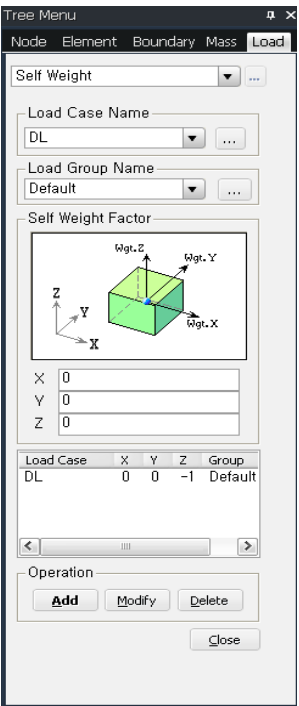 Tree Menu
Node Element Boundary Mass Load
Self Weight
...
Load Case Name
DL
...
Load Group Name
Default
...
Self Weight Factor
Wgt.Z
Wgt.Y
Z
Y
Wgt.X
X
X 0
Y 0
Z 0
Load Case X Y Z Group
DL 0 0 -1 Default
Operation
Add Modify Delete
Close